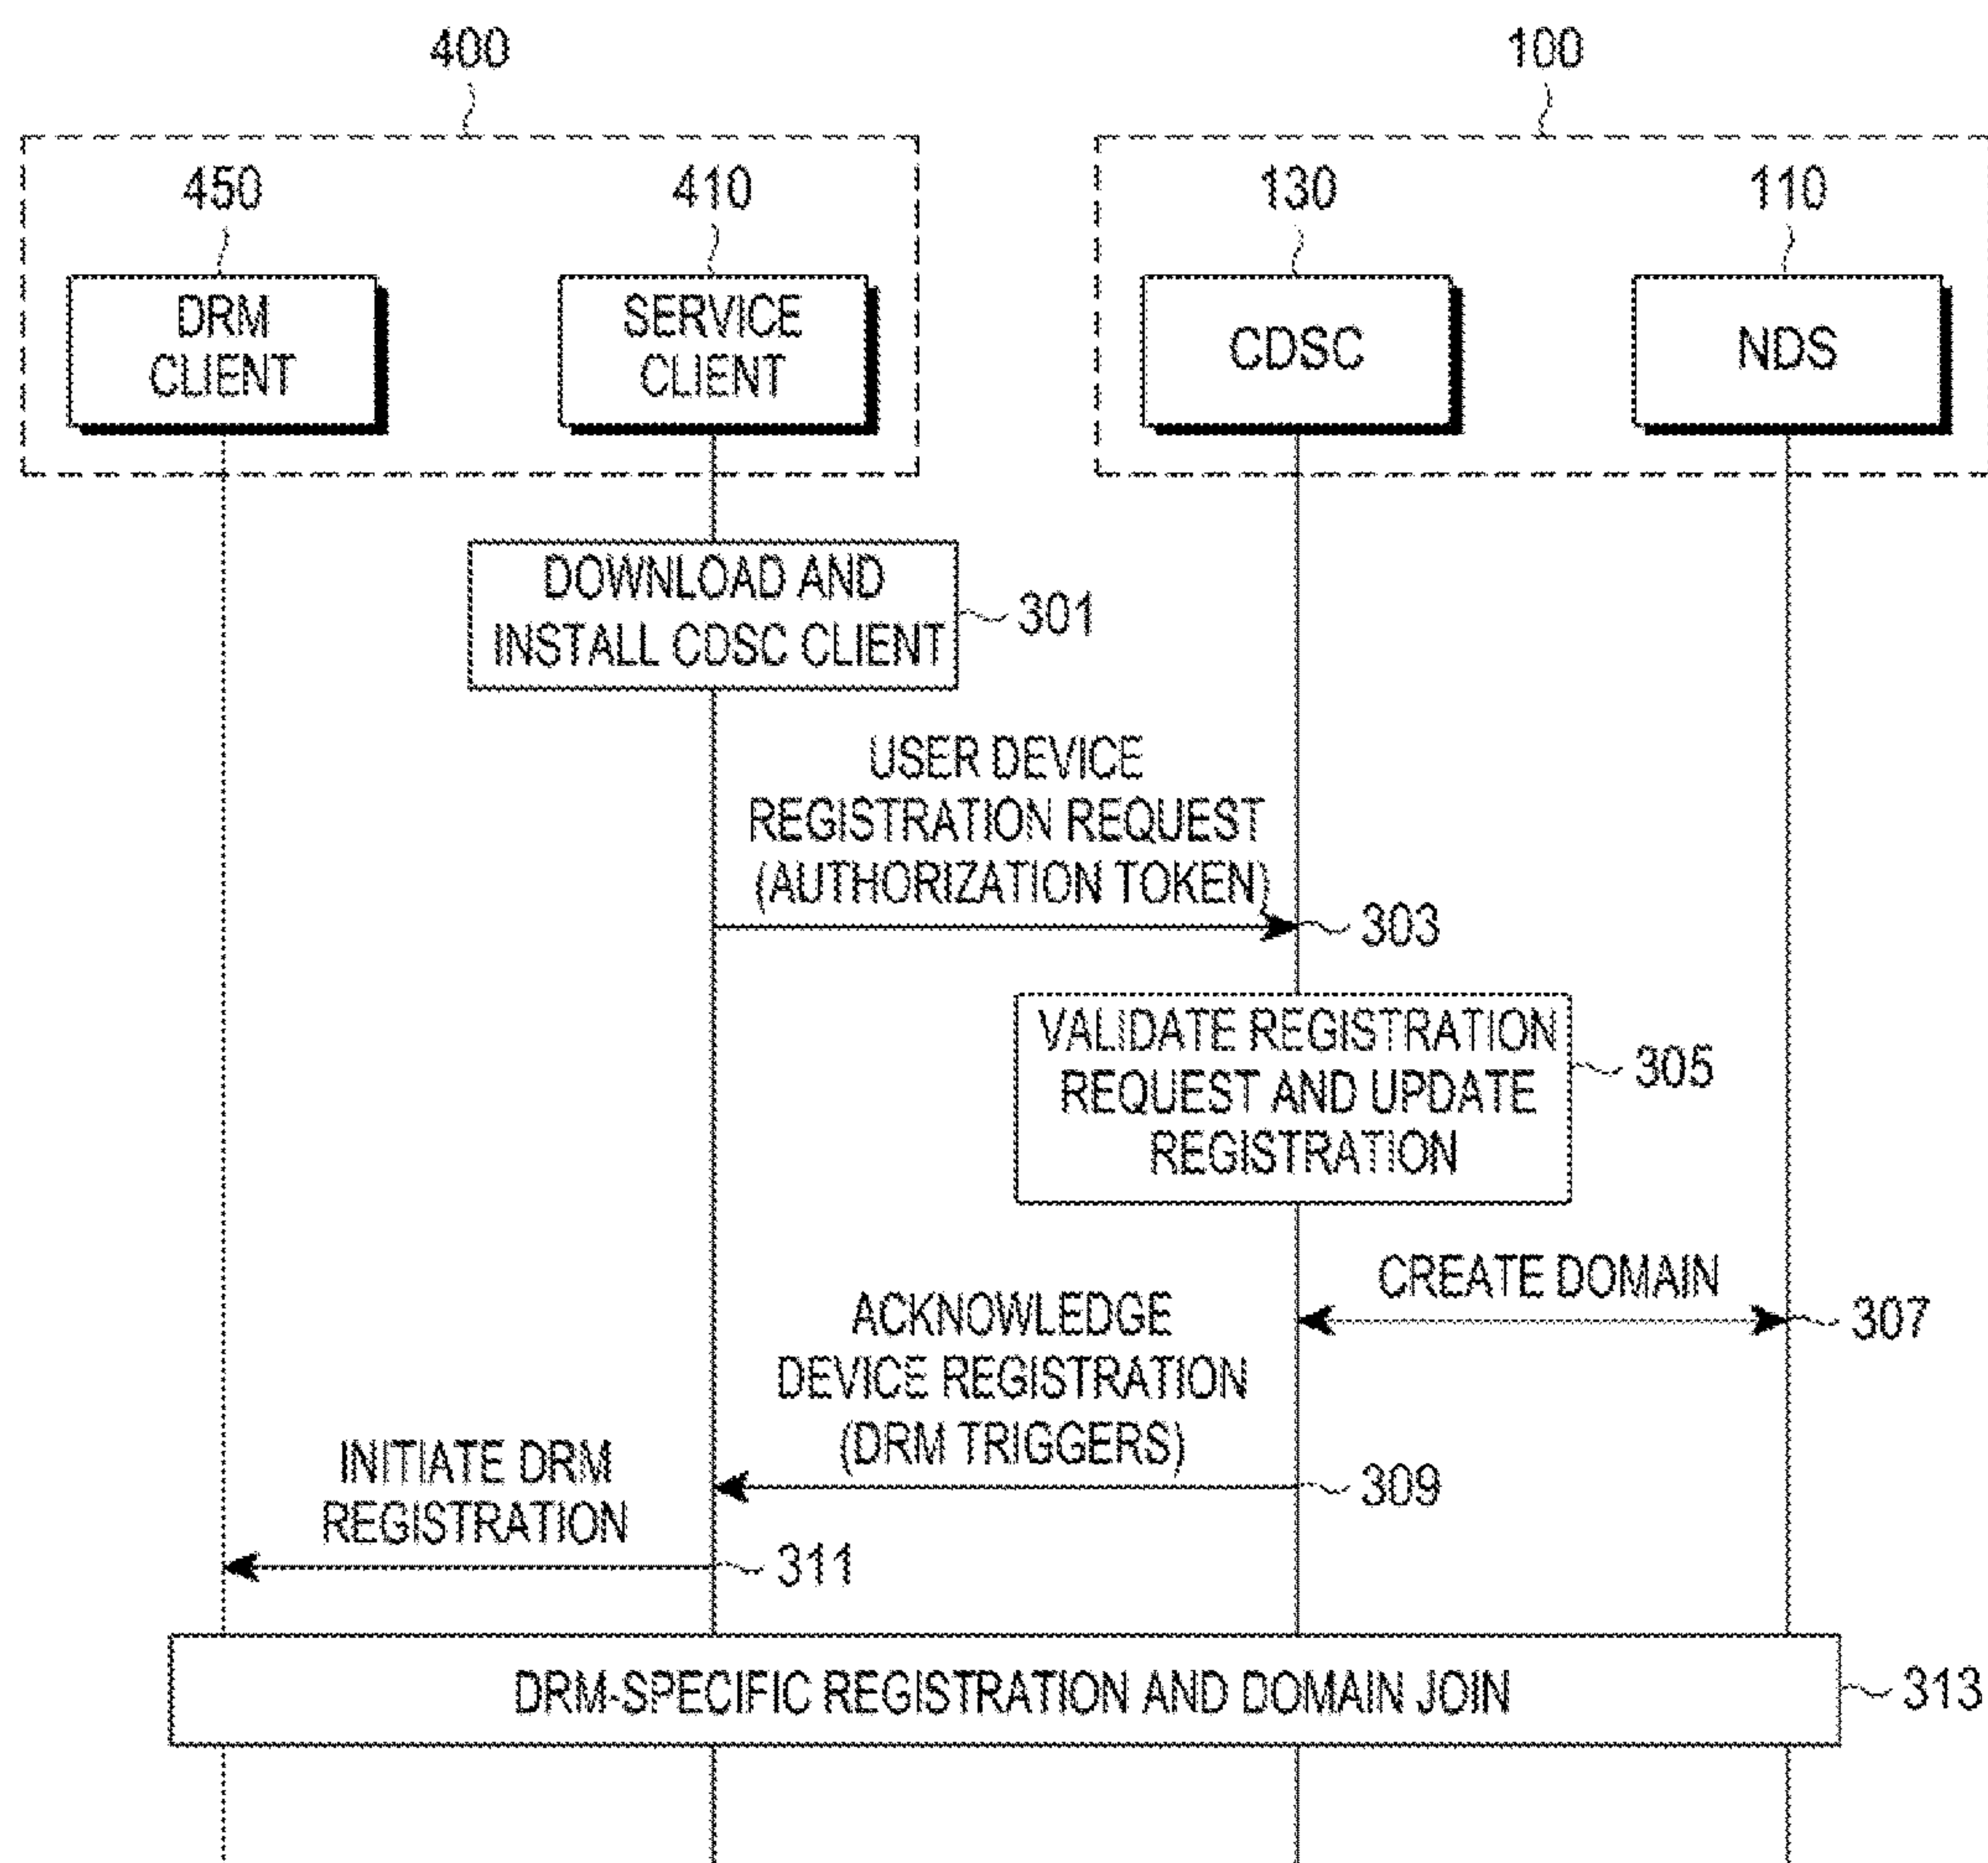 400
100
450
410
130
110
DRM
CLIENT
SERVICE
CLIENT
CDSC
NDS
DOWNLOAD AND
INSTALL CDSC CLIENT
301
USER DEVICE
REGISTRATION REQUEST
(AUTHORIZATION TOKEN)
303
VALIDATE REGISTRATION
REQUEST AND UPDATE
REGISTRATION
305
CREATE DOMAIN
307
ACKNOWLEDGE
DEVICE REGISTRATION
(DRM TRIGGERS)
309
INITIATE DRM
REGISTRATION
311
DRM-SPECIFIC REGISTRATION AND DOMAIN JOIN
313